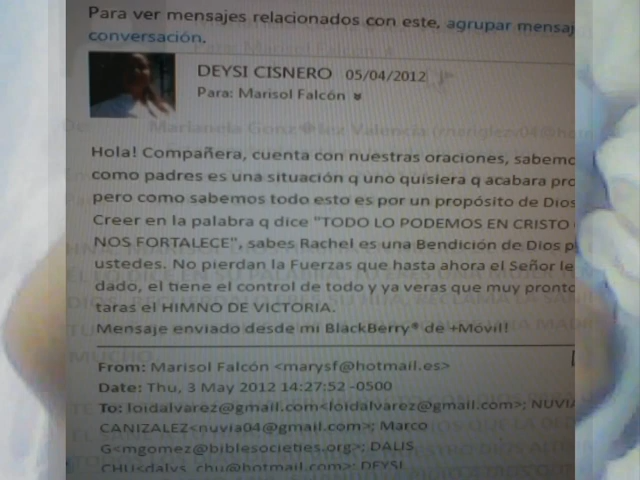 Para ver mensajes relacionados con este, agrupar mensaj
conversación.
DEYSI CISNERO 05/04/2012
Para: Marisol Falcón
Hola! Compañera, cuenta con nuestras oraciones, sabemo
como padres es una situación q uno quisiera q acabara pro
pero como sabemos todo esto es por un propósito de Dios
Creer en la palabra q dice "TODO LO PODEMOS EN CRISTO
NOS FORTALECE", sabes Rachel es una Bendición de Dios p
ustedes. No pierdan la Fuerzas que hasta ahora el Señor le
dado, el tiene el control de todo y ya veras que muy pronto
taras el HIMNO DE VICTORIA.
Mensaje enviado desde mi BlackBerry® de +Móvil!
From: Marisol Falcón <marysf@hotmail.es>
Date: Thu, 3 May 2012 14:27:52 -0500
To: loidalvarez@gmail.com<loidalvarez@gmail.com>; NUVIA
CANIZALEZ<nuvia04@gmail.com>; Marco
G<mgomez@biblesocieties.org>; DALIS
CHU<dalys_chu@hotmail.com>; DEYSI